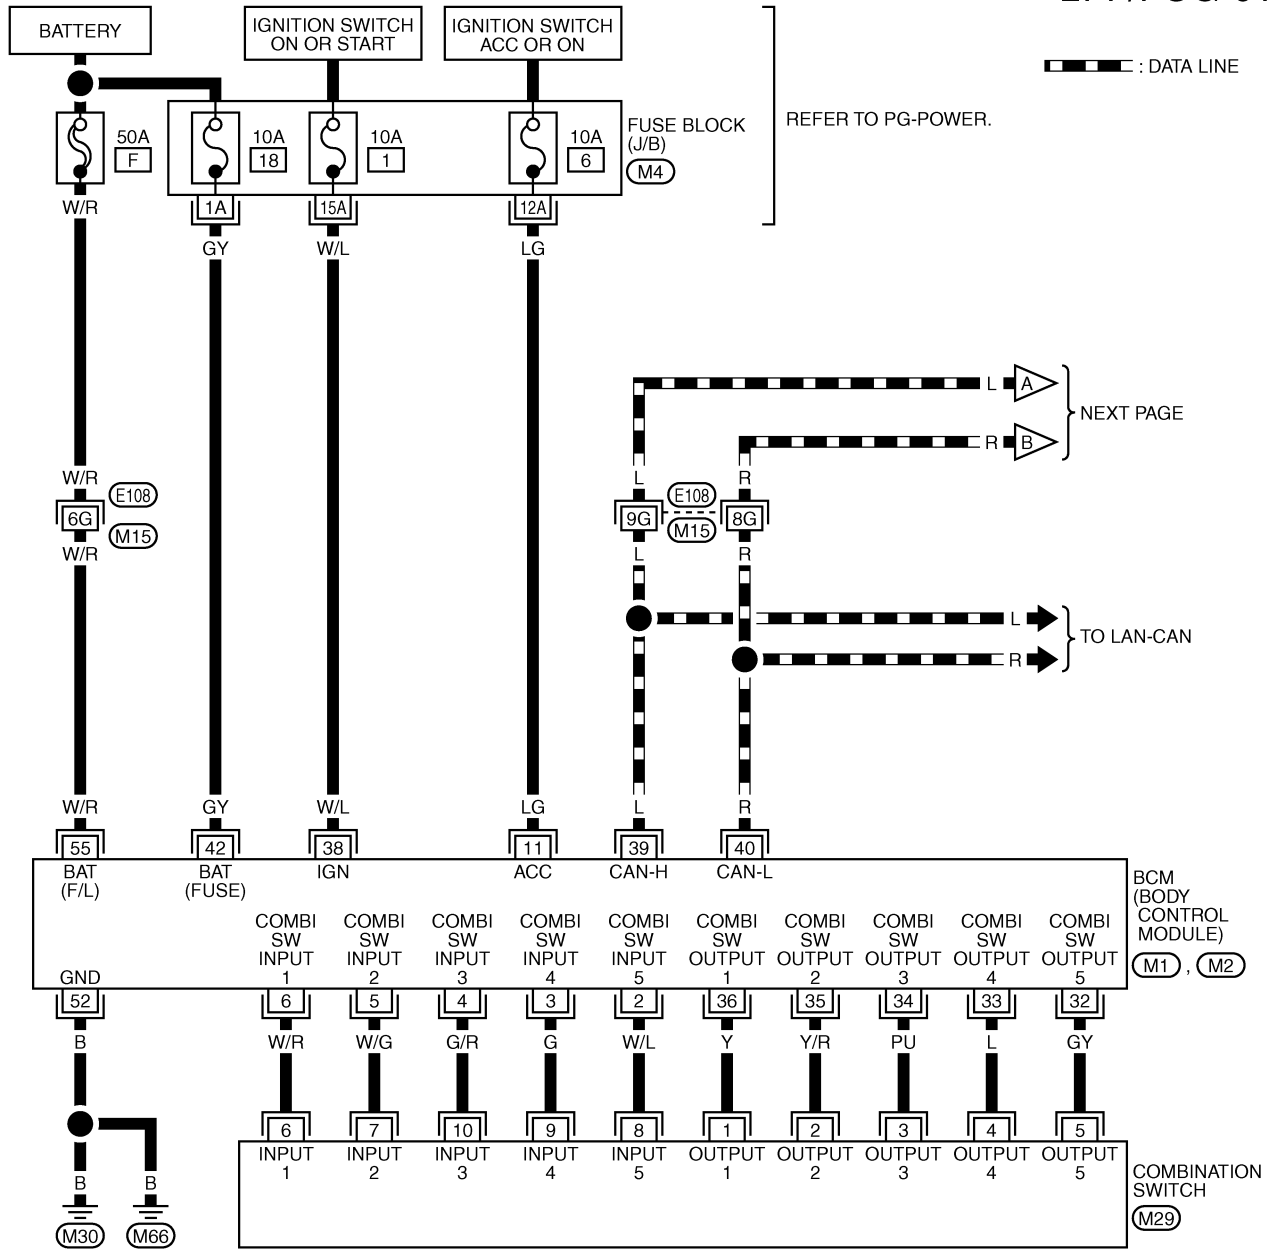 BATTERY
IGNITION SWITCH
ON OR START
IGNITION SWITCH
ACC OR ON
: DATA LINE
50A
F
10A
18
10A
1
10A
6
FUSE BLOCK
(J/B)
M4
REFER TO PG-POWER.
1A
15A
12A
W/R
GY
W/L
LG
L
A
R
B
NEXT PAGE
W/R
E108
6G
M15
W/R
L
E108
R
9G
M15
8G
L
R
L
R
TO LAN-CAN
W/R
GY
W/L
LG
L
R
55
42
38
11
39
40
BAT
(F/L)
BAT
(FUSE)
IGN
ACC
CAN-H
CAN-L
BCM
(BODY
CONTROL
MODULE)
M1 , M2
COMBI
SW
INPUT
1
COMBI
SW
INPUT
2
COMBI
SW
INPUT
3
COMBI
SW
INPUT
4
COMBI
SW
INPUT
5
COMBI
SW
OUTPUT
1
COMBI
SW
OUTPUT
2
COMBI
SW
OUTPUT
3
COMBI
SW
OUTPUT
4
COMBI
SW
OUTPUT
5
GND
52
6
5
4
3
2
36
35
34
33
32
B
W/R
W/G
G/R
G
W/L
Y
Y/R
PU
L
GY
6
7
10
9
8
1
2
3
4
5
INPUT
1
INPUT
2
INPUT
3
INPUT
4
INPUT
5
OUTPUT
1
OUTPUT
2
OUTPUT
3
OUTPUT
4
OUTPUT
5
COMBINATION
SWITCH
M29
B
B
M30
M66